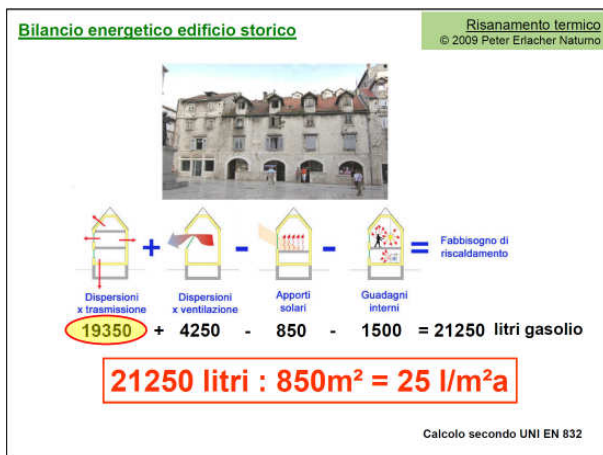 Bilancio energetico edificio storico
Risanamento termico
© 2009 Peter Erlacher Naturno
+ - - = Fabbisogno di
riscaldamento
Dispersioni
x trasmissione
Dispersioni
x ventilazione
Apporti
solari
Guadagni
interni
19350 + 4250 - 850 - 1500 = 21250 litri gasolio
21250 litri : 850m² = 25 l/m²a
Calcolo secondo UNI EN 832